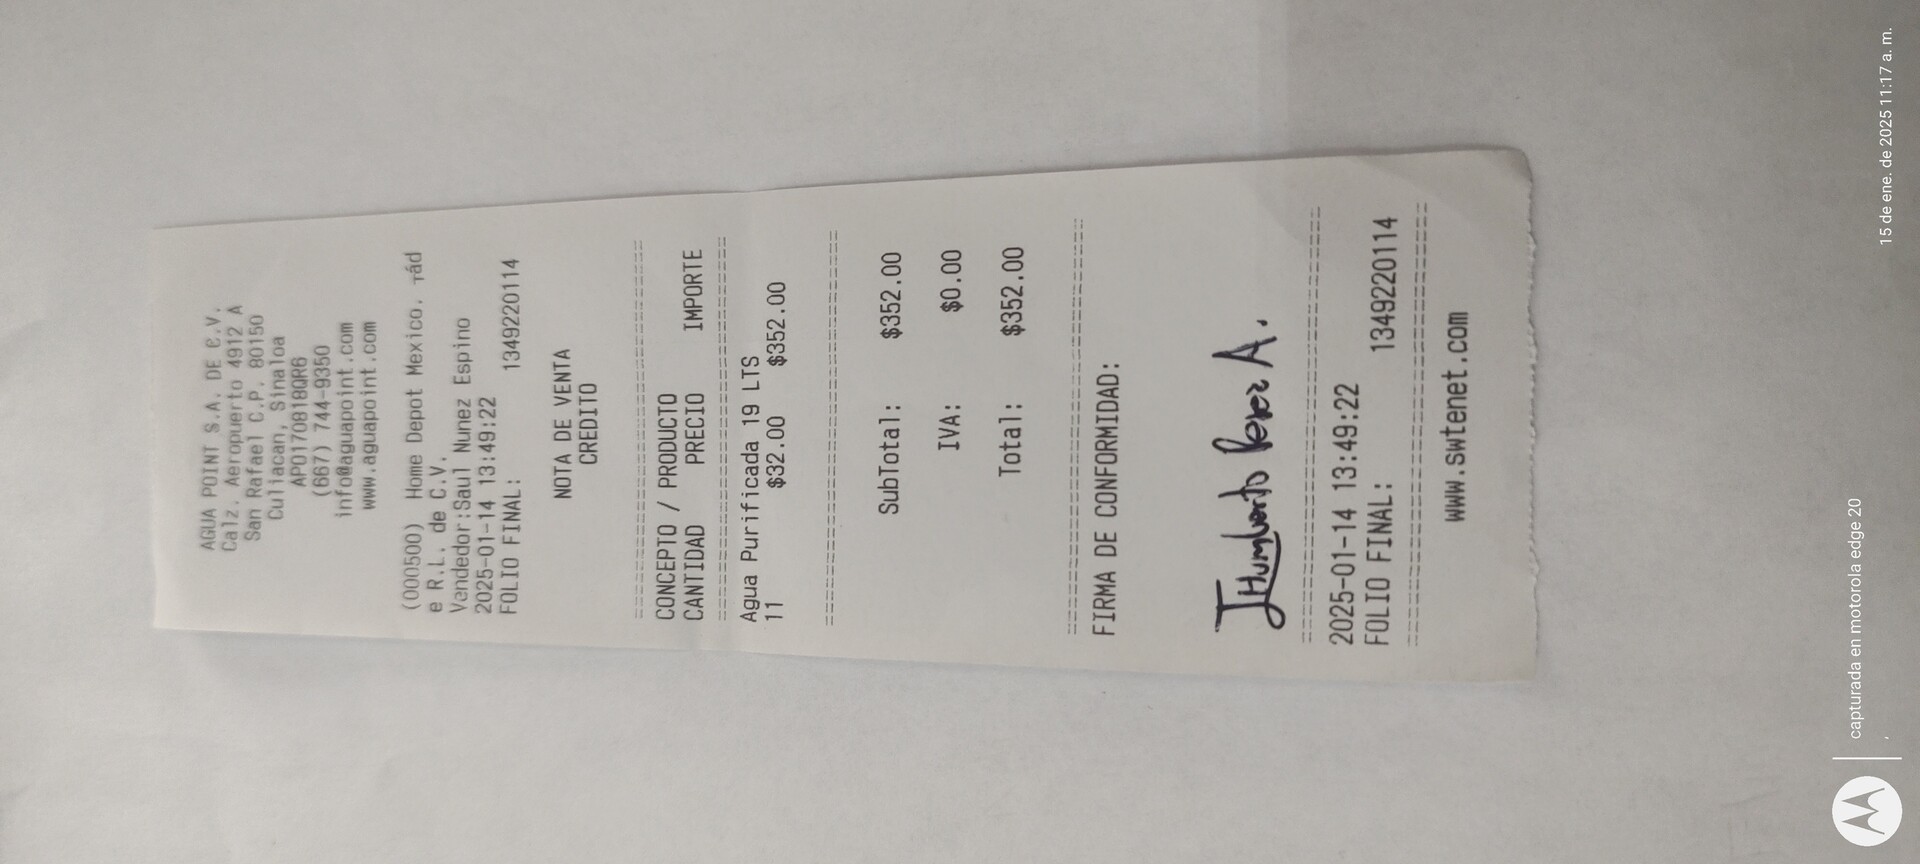 AGUA POINT S.A. DE C.V.
Calz. Aeropuerto 4912 A
San Rafael C.P. 80150
Culiacan, Sinaloa
APO170818QR6
(667) 744-9350
info@aguapoint.com
www.aguapoint.com
(000500) Home Depot Mexico.
e R.L. de C.V.
Vendedor:Saul Nunez Espino
2025-01-14 13:49:22
FOLIO FINAL: 1349220114
NOTA DE VENTA
CREDITO
CONCEPTO / PRODUCTO
CANTIDAD PRECIO IMPORTE
Agua Purificada 19 LTS
11 $32.00 $352.00
SubTotal: $352.00
IVA: $0.00
Total: $352.00
FIRMA DE CONFORMIDAD:
JHumberto Perez A.
2025-01-14 13:49:22
FOLIO FINAL: 1349220114
www.swtenet.com
capturada en motorola edge 20
,
15 de ene. de 2025 11:17 a. m.